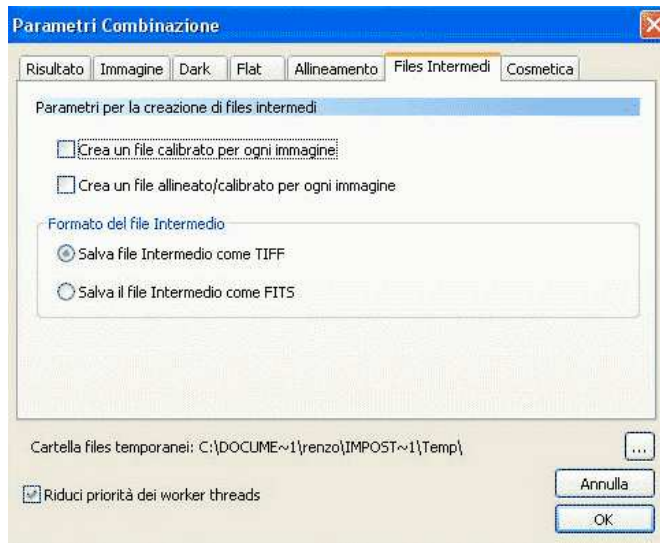 Parametri Combinazione
Risultato Immagine Dark Flat Allineamento Files Intermedi Cosmetica
Parametri per la creazione di files intermedi
Crea un file calibrato per ogni immagine
Crea un file allineato/calibrato per ogni immagine
Formato del file Intermedio
Salva file Intermedio come TIFF
Salva il file Intermedio come FITS
Cartella files temporanei: C:\DOCUME~1\renzo\IMPOST~1\Temp\ ...
Riduci priorità dei worker threads
Annulla
OK